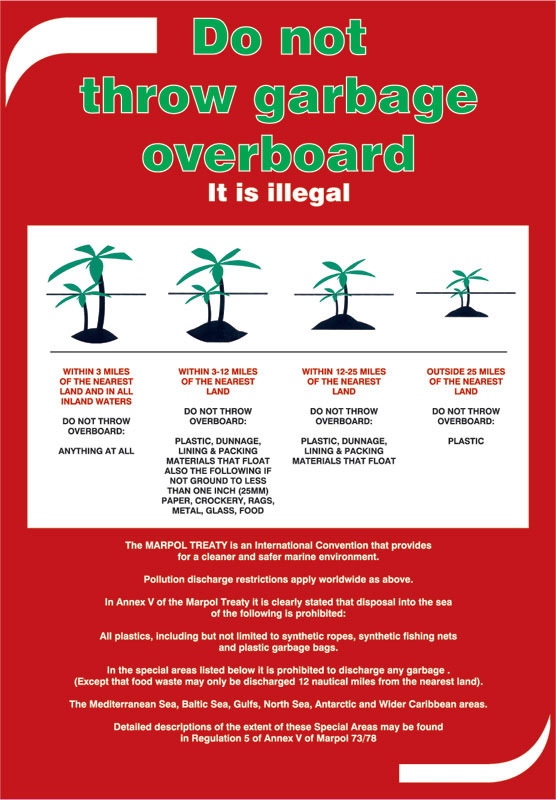 Do not
throw garbage
overboard
It is illegal
WITHIN 3 MILES
OF THE NEAREST
LAND AND IN ALL
INLAND WATERS
DO NOT THROW
OVERBOARD:
ANYTHING AT ALL
WITHIN 3-12 MILES
OF THE NEAREST
LAND
DO NOT THROW
OVERBOARD:
PLASTIC, DUNNAGE,
LINING & PACKING
MATERIALS THAT FLOAT
ALSO THE FOLLOWING IF
NOT GROUND TO LESS
THAN ONE INCH (25MM)
PAPER, CROCKERY, RAGS,
METAL, GLASS, FOOD
WITHIN 12-25 MILES
OF THE NEAREST
LAND
DO NOT THROW
OVERBOARD:
PLASTIC, DUNNAGE,
LINING & PACKING
MATERIALS THAT FLOAT
OUTSIDE 25 MILES
OF THE NEAREST
LAND
DO NOT THROW
OVERBOARD:
PLASTIC
The MARPOL TREATY is an International Convention that provides
for a cleaner and safer marine environment.
Pollution discharge restrictions apply worldwide as above.
In Annex V of the Marpol Treaty it is clearly stated that disposal into the sea
of the following is prohibited:
All plastics, including but not limited to synthetic ropes, synthetic fishing nets
and plastic garbage bags.
In the special areas listed below it is prohibited to discharge any garbage .
(Except that food waste may only be discharged 12 nautical miles from the nearest land).
The Mediterranean Sea, Baltic Sea, Gulfs, North Sea, Antarctic and Wider Caribbean areas.
Detailed descriptions of the extent of these Special Areas may be found
in Regulation 5 of Annex V of Marpol 73/78